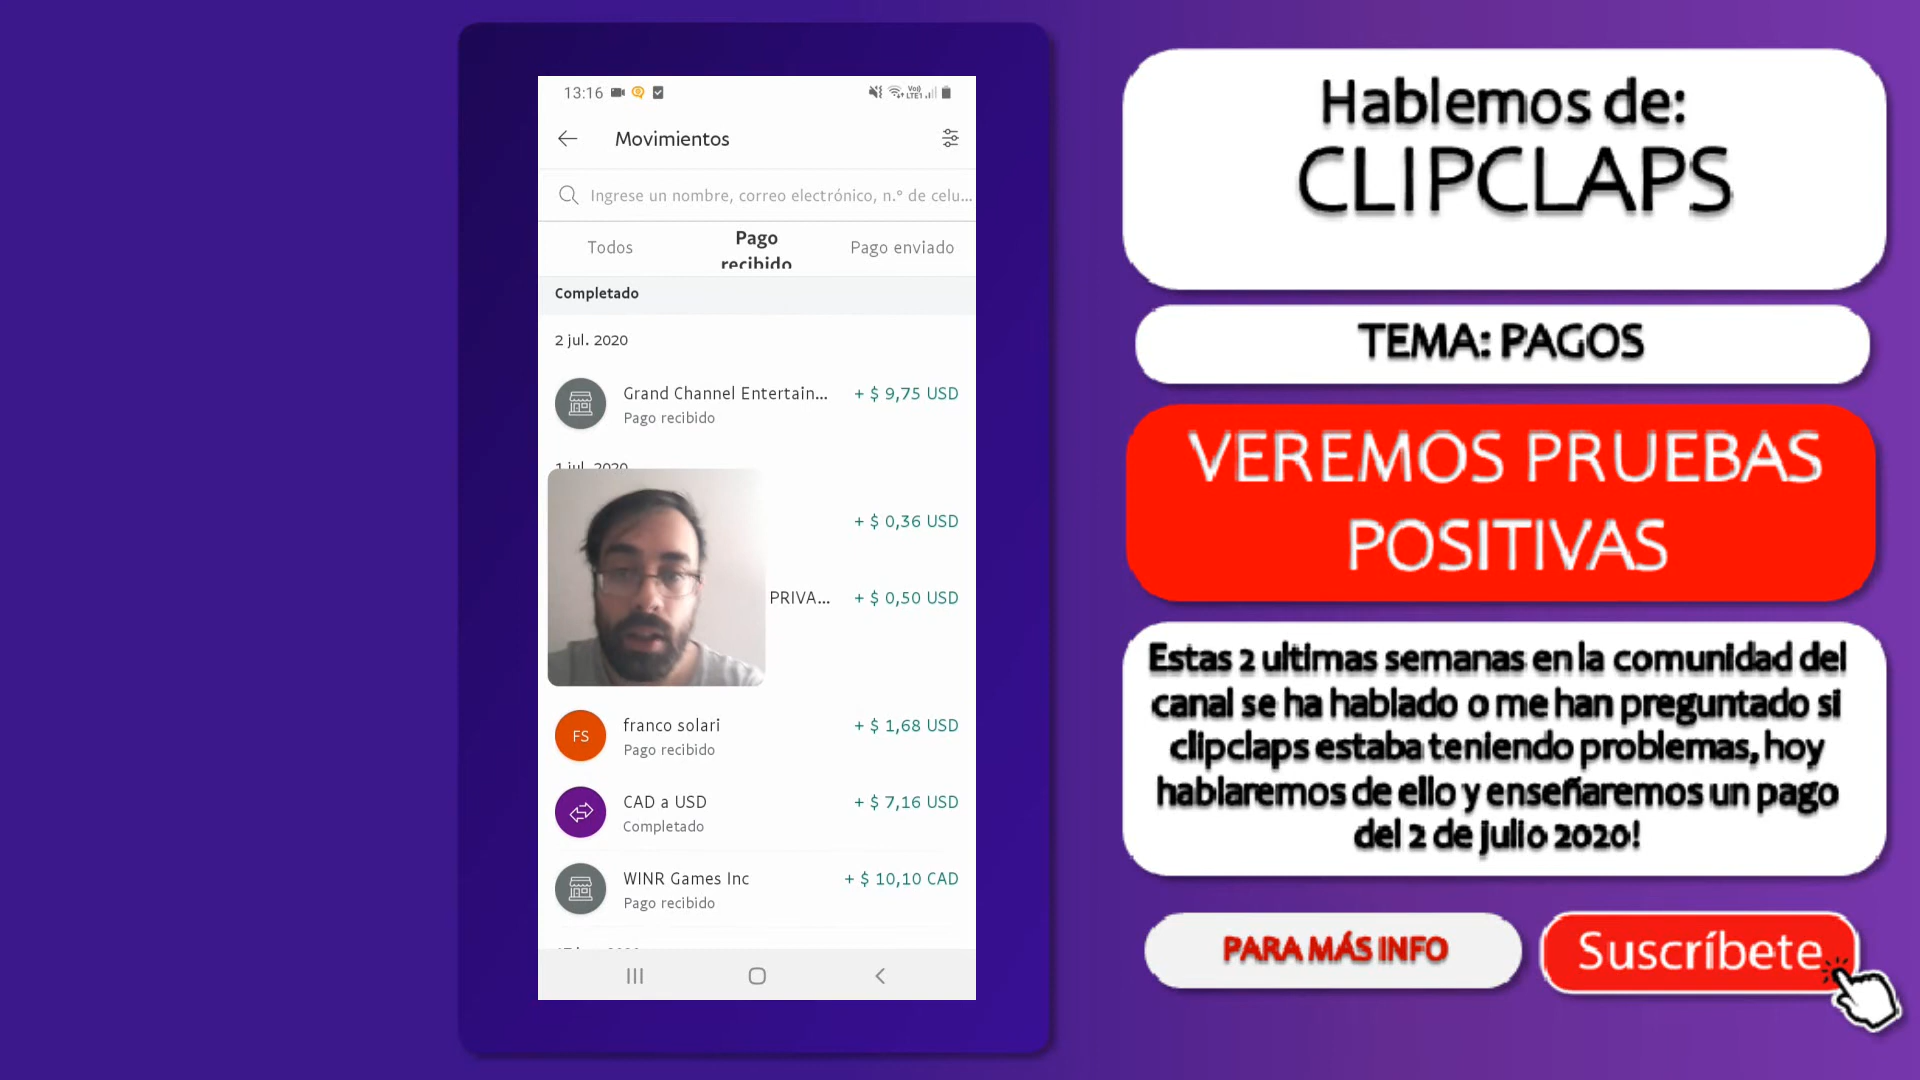 13:16
Movimientos
Ingrese un nombre, correo electrónico, n.º de celu...
Todos
Pago
recibido
Pago enviado
Completado
2 jul. 2020
Grand Channel Entertain... + $ 9,75 USD
Pago recibido
1 jul. 2020
+ $ 0,36 USD
PRIVA... + $ 0,50 USD
FS
franco solari + $ 1,68 USD
Pago recibido
CAD a USD + $ 7,16 USD
Completado
WINR Games Inc + $ 10,10 CAD
Pago recibido
Hablemos de:
CLIPCLAPS
TEMA: PAGOS
VEREMOS PRUEBAS
POSITIVAS
Estas 2 ultimas semanas en la comunidad del
canal se ha hablado o me han preguntado si
clipclaps estaba teniendo problemas, hoy
hablaremos de ello y enseñaremos un pago
del 2 de julio 2020!
PARA MÁS INFO
Suscríbete